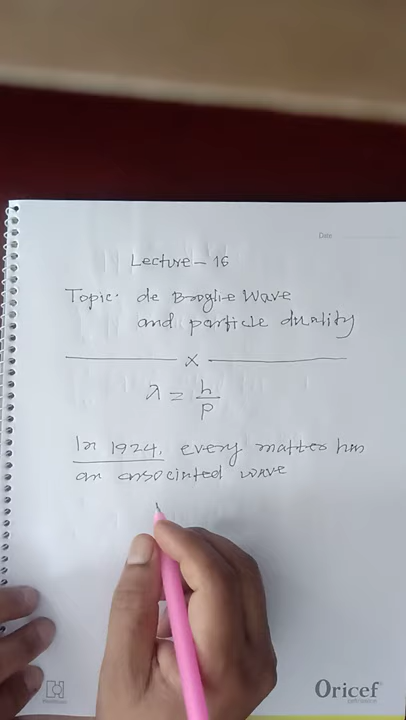 Date
Lecture - 16
Topic. de Broglie Wave
and particle duality
x
λ = h/p
In 1924, every matter has
an associated wave
Oricef